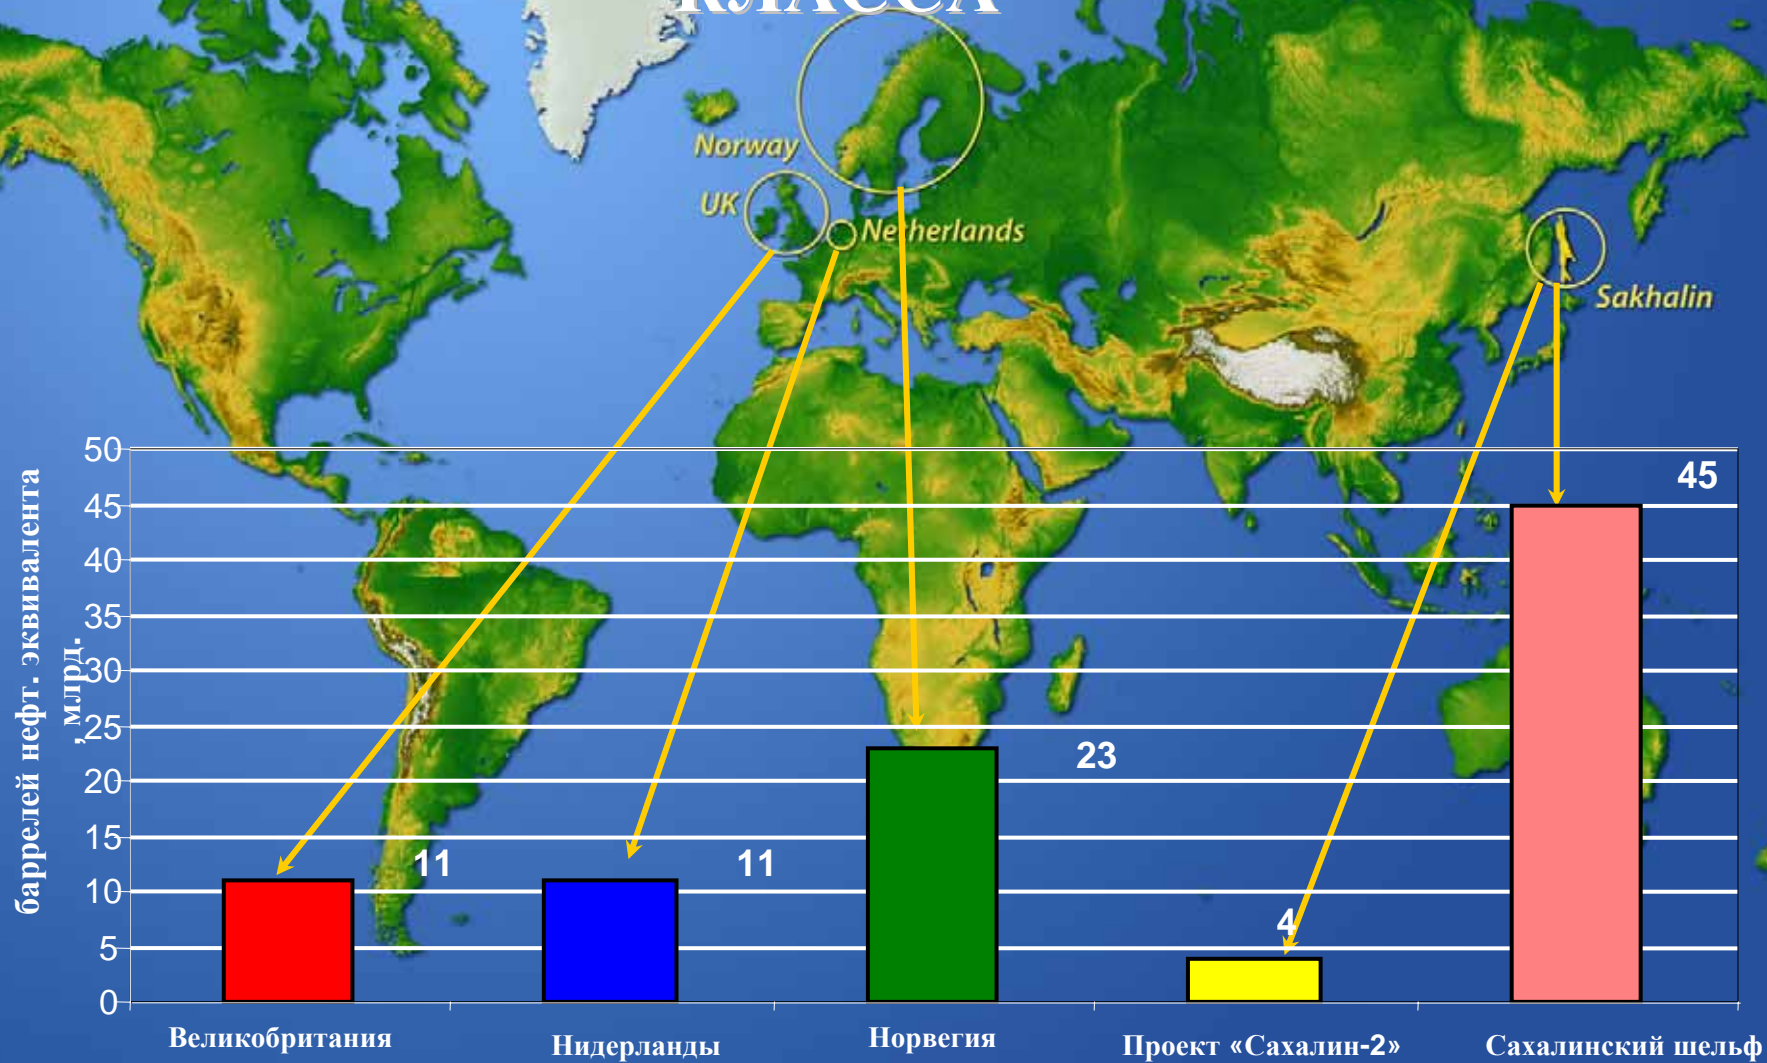 КЛАССА
Norway
UK
Netherlands
Sakhalin
баррелей нефт. эквивалента
, млрд.
50
45
40
35
30
25
20
15
10
5
0
11
11
23
4
45
Великобритания
Нидерланды
Норвегия
Проект «Сахалин-2»
Сахалинский шельф